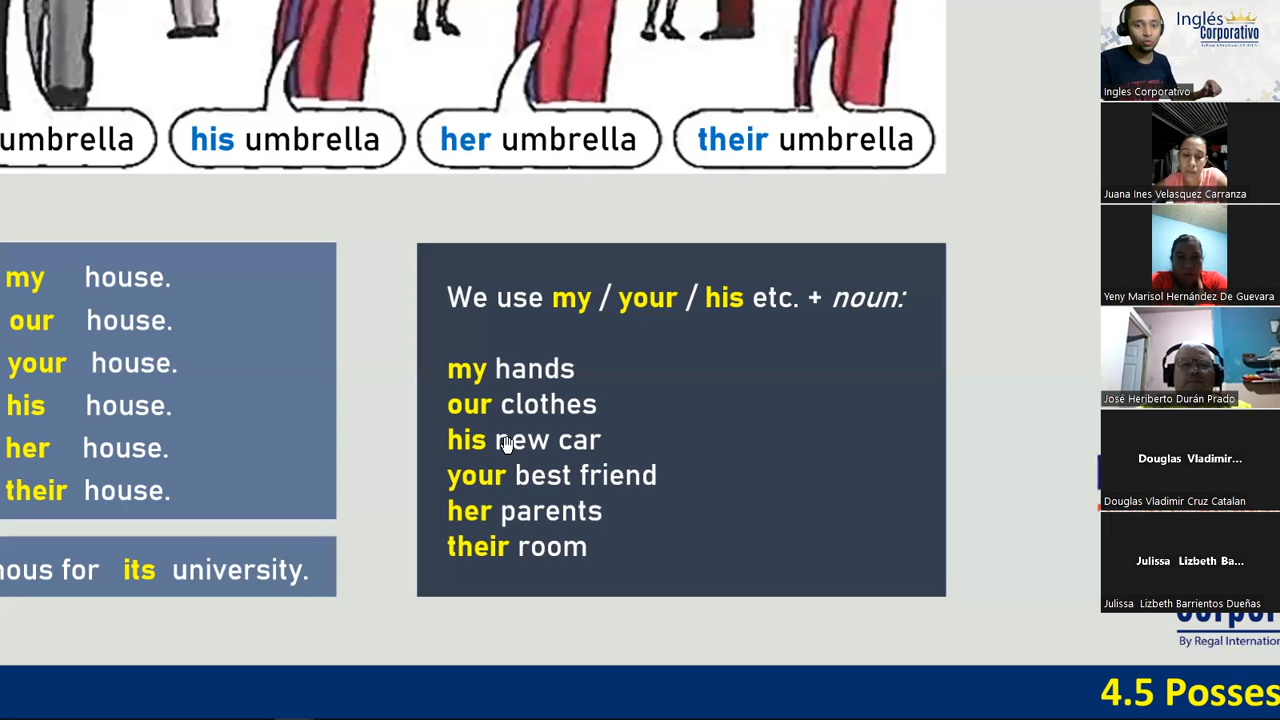 umbrella
his umbrella
her umbrella
their umbrella
my house.
our house.
your house.
his house.
her house.
their house.
for its university.
We use my / your / his etc. + noun:
my hands
our clothes
his new car
your best friend
her parents
their room
Inglés
Corporativo
Ingles Corporativo
Juana Ines Velasquez Carranza
Yeny Marisol Hernández De Guevara
José Heriberto Durán Prado
Douglas Vladimir...
Douglas Vladimir Cruz Catalan
Julissa Lizbeth Ba...
Julissa Lizbeth Barrientos Dueñas
By Regal Internation
4.5 Posses